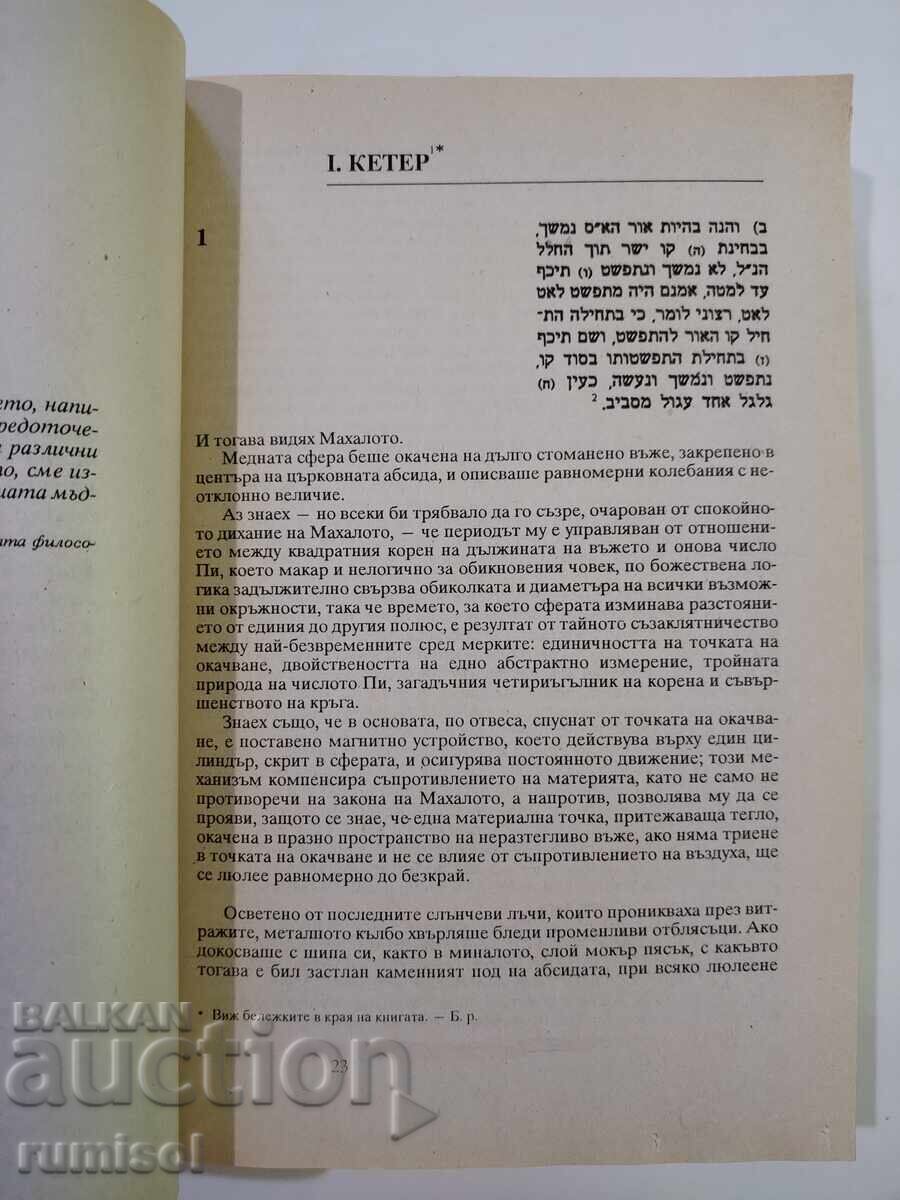 ето, напи-
редоточе-
и различни
то, сме из-
шата мъд-
ата филосо-
I. КЕТЕР¹*
1
ב) והנה בהיות אור הא״ס נמשך,
בבחינת (ה) קו ישר תוך החלל
הנ״ל, לא נמשך ונתפשט (ו) תיכף
עד למטה, אמנם היה מתפשט לאט
לאט, רצוני לומר, כי בתחילה הת־
חיל קו האור להתפשט, ושם תיכף
(ז) בתחילת התפשטותו בסוד קו,
נתפשט ונמשך ונעשה, כעין (ח)
גלגל אחד עגול מסביב. ²
И тогава видях Махалото.
Медната сфера беше окачена на дълго стоманено въже, закрепено в
центъра на църковната абсида, и описваше равномерни колебания с не-
отклонно величие.
Аз знаех — но всеки би трябвало да го съзре, очарован от спокойно-
то дихание на Махалото, — че периодът му е управляван от отношени-
ето между квадратния корен на дължината на въжето и онова число
Пи, което макар и нелогично за обикновения човек, по божествена ло-
гика задължително свързва обиколката и диаметъра на всички възмож-
ни окръжности, така че времето, за което сферата изминава разстояни-
ето от единия до другия полюс, е резултат от тайното съзаклятничество
между най-безвременните сред мерките: единичността на точката на
окачване, двойствеността на едно абстрактно измерение, тройната
природа на числото Пи, загадъчния четириъгълник на корена и съвър-
шенството на кръга.
Знаех също, че в основата, по отвеса, спуснат от точката на окачва-
не, е поставено магнитно устройство, което действува върху един ци-
линдър, скрит в сферата, и осигурява постоянното движение; този ме-
ханизъм компенсира съпротивлението на материята, като не само не
противоречи на закона на Махалото, а напротив, позволява му да се
прояви, защото се знае, че една материална точка, притежаваща тегло,
окачена в празно пространство на неразтегливо въже, ако няма триене
в точката на окачване и не се влияе от съпротивлението на въздуха, ще
се люлее равномерно до безкрай.
Осветено от последните слънчеви лъчи, които проникваха през вит-
ражите, металното кълбо хвърляше бледи променливи отблясъци. Ако
докосваше с шипа си, както в миналото, слой мокър пясък, с какъвто
тогава е бил застлан каменният под на абсидата, при всяко люлеене
* Виж бележките в края на книгата. — Б. р.
23
BALKAN
auction
rumisol